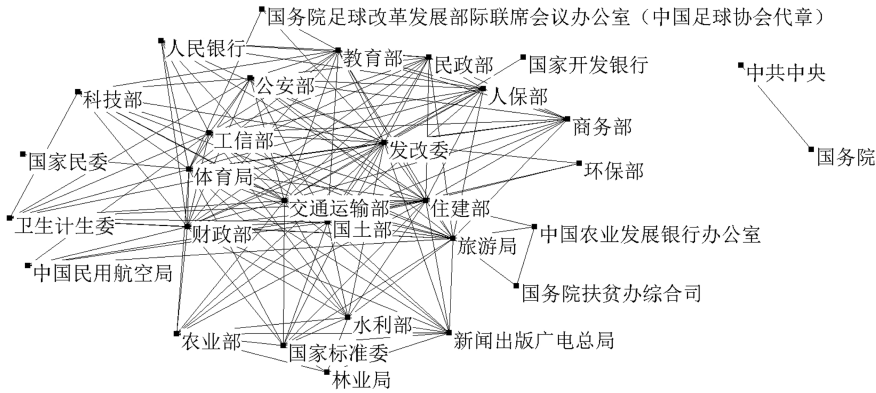 国务院足球改革发展部际联席会议办公室（中国足球协会代章）
人民银行
教育部
民政部
国家开发银行
中共中央
公安部
科技部
人保部
商务部
工信部
发改委
国务院
国家民委
体育局
环保部
交通运输部
住建部
卫生计生委
财政部
国土部
旅游局
中国农业发展银行办公室
中国民用航空局
国务院扶贫办综合司
水利部
农业部
国家标准委
新闻出版广电总局
林业局